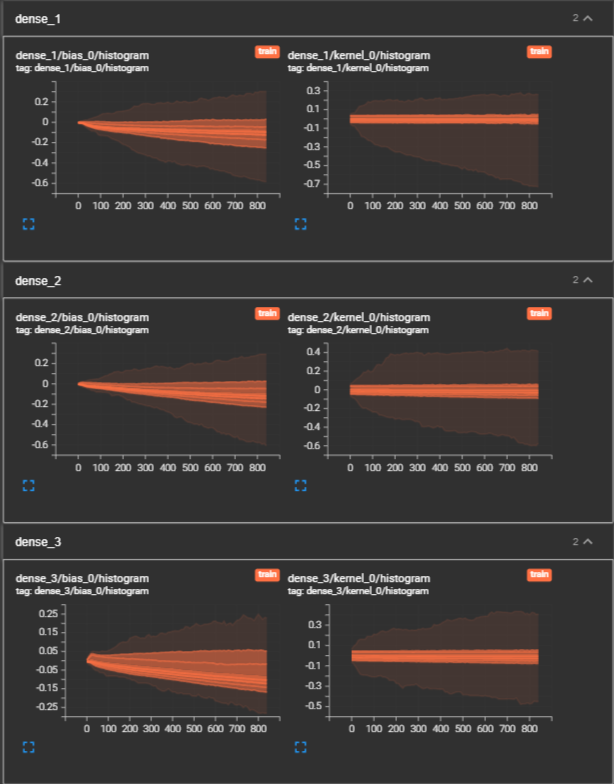 dense_1
2
dense_1/bias_0/histogram
train
tag: dense_1/bias_0/histogram
0.2
0
-0.2
-0.4
-0.6
0 100 200 300 400 500 600 700 800
dense_1/kernel_0/histogram
train
tag: dense_1/kernel_0/histogram
0.3
0.1
-0.1
-0.3
-0.5
-0.7
0 100 200 300 400 500 600 700 800
dense_2
2
dense_2/bias_0/histogram
train
tag: dense_2/bias_0/histogram
0.2
0
-0.2
-0.4
-0.6
0 100 200 300 400 500 600 700 800
dense_2/kernel_0/histogram
train
tag: dense_2/kernel_0/histogram
0.4
0.2
0
-0.2
-0.4
-0.6
0 100 200 300 400 500 600 700 800
dense_3
2
dense_3/bias_0/histogram
train
tag: dense_3/bias_0/histogram
0.25
0.15
0.05
-0.05
-0.15
-0.25
0 100 200 300 400 500 600 700 800
dense_3/kernel_0/histogram
train
tag: dense_3/kernel_0/histogram
0.3
0.1
-0.1
-0.3
-0.5
0 100 200 300 400 500 600 700 800